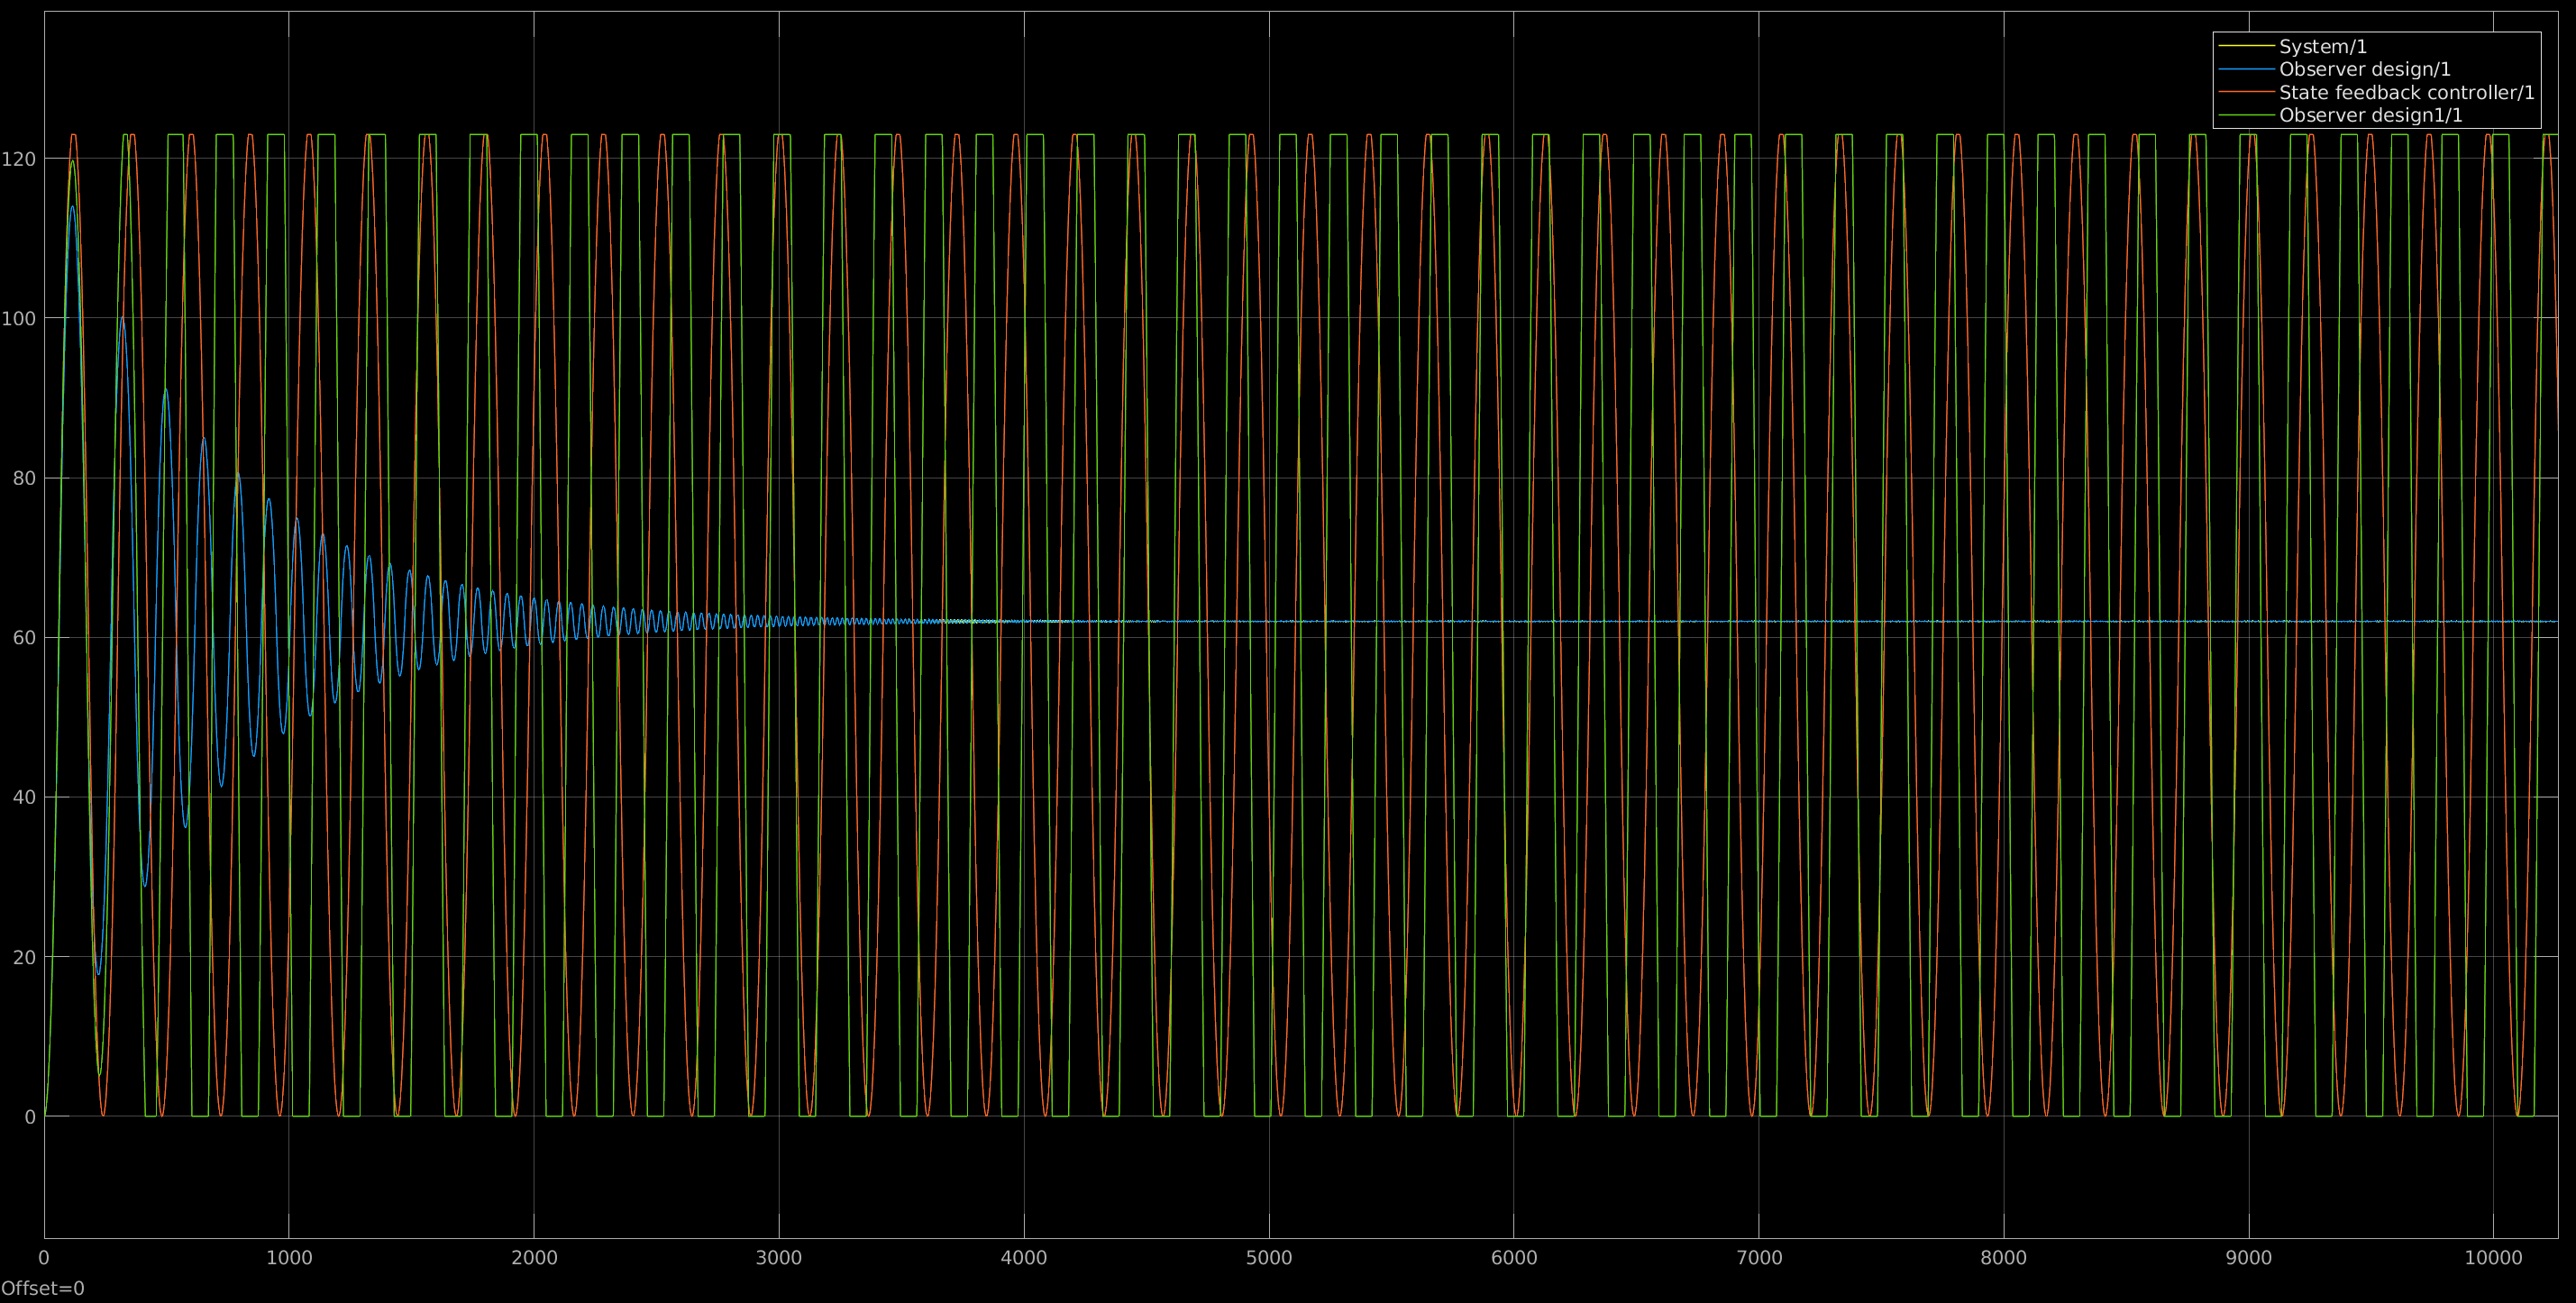 System/1
Observer design/1
State feedback controller/1
Observer design1/1
120
100
80
60
40
20
0
0 1000 2000 3000 4000 5000 6000 7000 8000 9000 10000
Offset=0